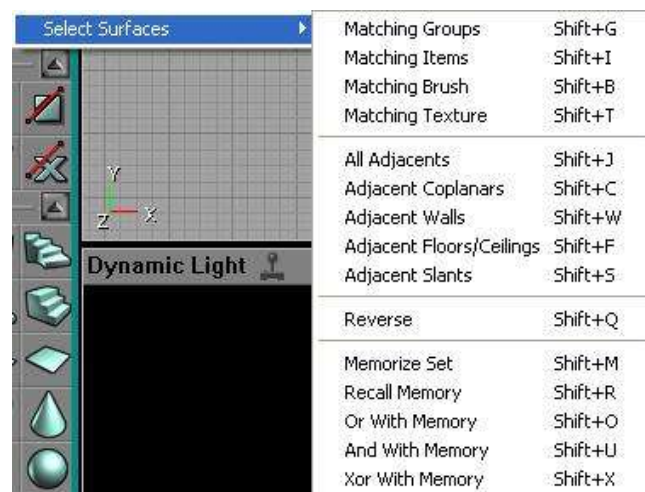 Select Surfaces
Matching Groups Shift+G
Matching Items Shift+I
Matching Brush Shift+B
Matching Texture Shift+T
All Adjacents Shift+J
Adjacent Coplanars Shift+C
Adjacent Walls Shift+W
Adjacent Floors/Ceilings Shift+F
Adjacent Slants Shift+S
Reverse Shift+Q
Memorize Set Shift+M
Recall Memory Shift+R
Or With Memory Shift+O
And With Memory Shift+U
Xor With Memory Shift+X
Y
Z X
Dynamic Light